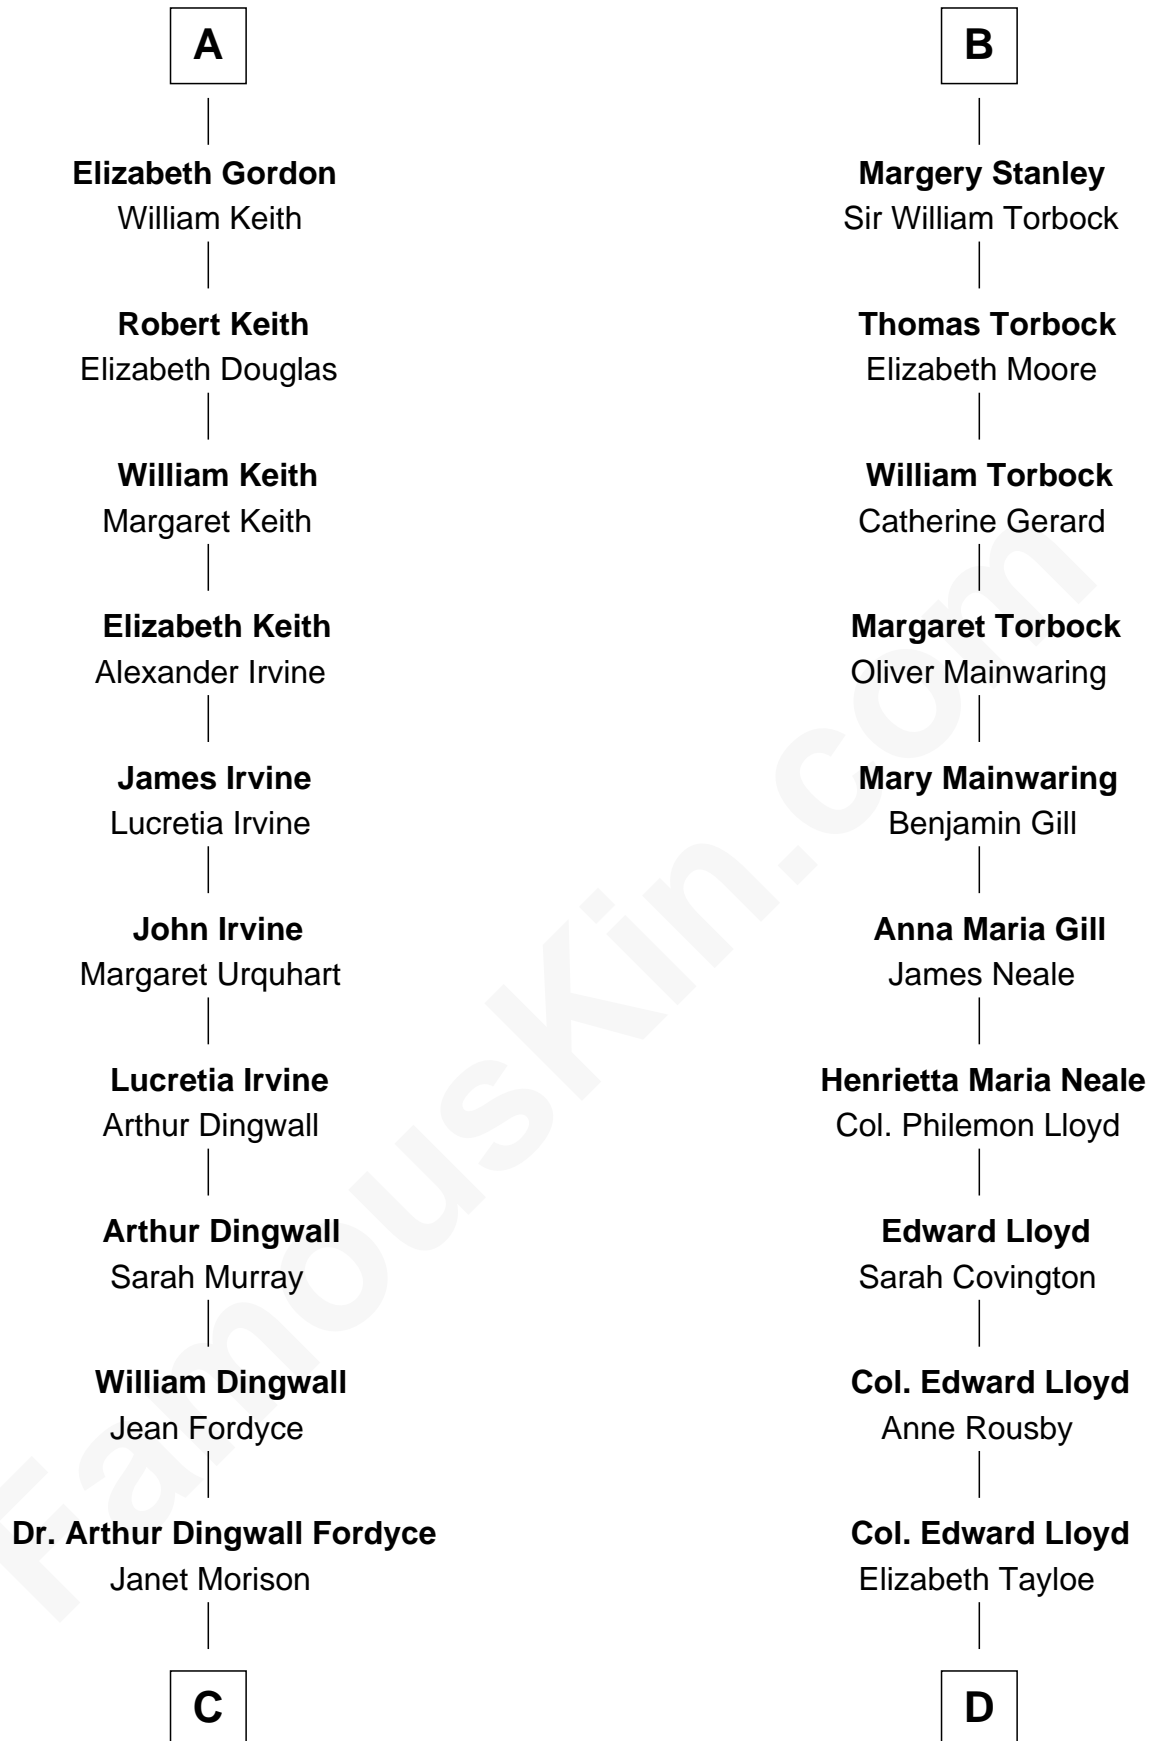 A
Elizabeth Gordon
William Keith
Robert Keith
Elizabeth Douglas
William Keith
Margaret Keith
Elizabeth Keith
Alexander Irvine
James Irvine
Lucretia Irvine
John Irvine
Margaret Urquhart
Lucretia Irvine
Arthur Dingwall
Arthur Dingwall
Sarah Murray
William Dingwall
Jean Fordyce
Dr. Arthur Dingwall Fordyce
Janet Morison
C
B
Margery Stanley
Sir William Torbock
Thomas Torbock
Elizabeth Moore
William Torbock
Catherine Gerard
Margaret Torbock
Oliver Mainwaring
Mary Mainwaring
Benjamin Gill
Anna Maria Gill
James Neale
Henrietta Maria Neale
Col. Philemon Lloyd
Edward Lloyd
Sarah Covington
Col. Edward Lloyd
Anne Rousby
Col. Edward Lloyd
Elizabeth Tayloe
D
FamousKin.com